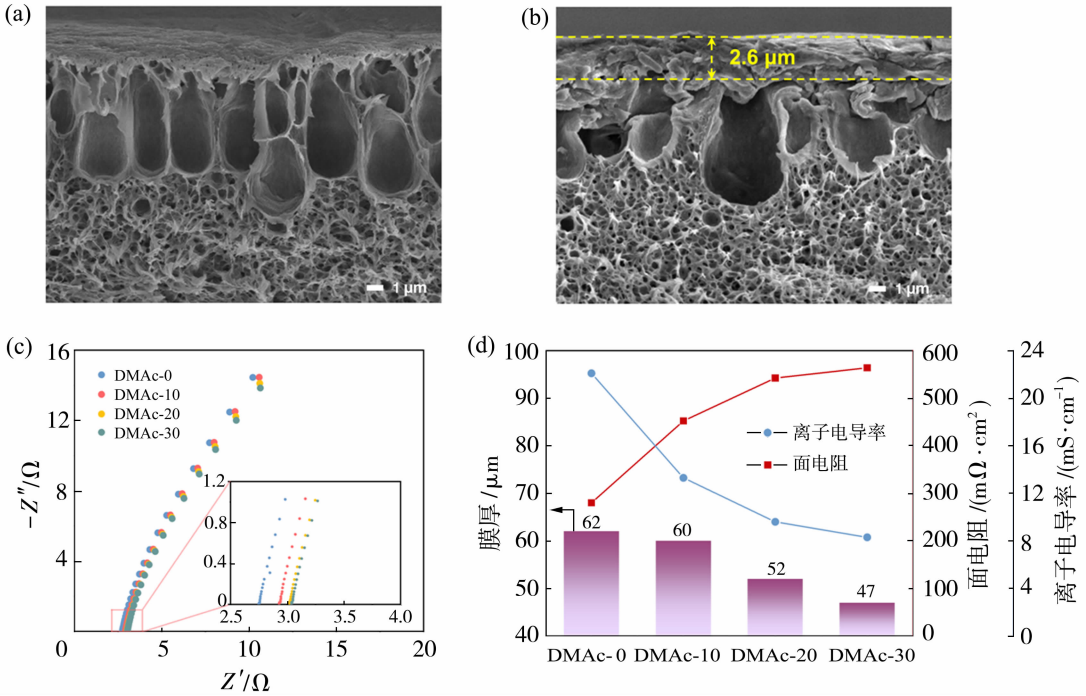 (a)
1 μm
(b)
2.6 μm
1 μm
(c)
16
12
8
4
0
5
10
15
20
-Z″/Ω
Z′/Ω
DMAc-0
DMAc-10
DMAc-20
DMAc-30
1.2
0.8
0.4
0
2.5
3.0
3.5
4.0
(d)
100
90
80
70
60
50
40
膜厚/μm
离子电导率
面电阻
62
60
52
47
DMAc-0
DMAc-10
DMAc-20
DMAc-30
600
500
400
300
200
100
0
面电阻/(mΩ·cm²)
24
20
16
12
8
4
0
离子电导率/(mS·cm⁻¹)